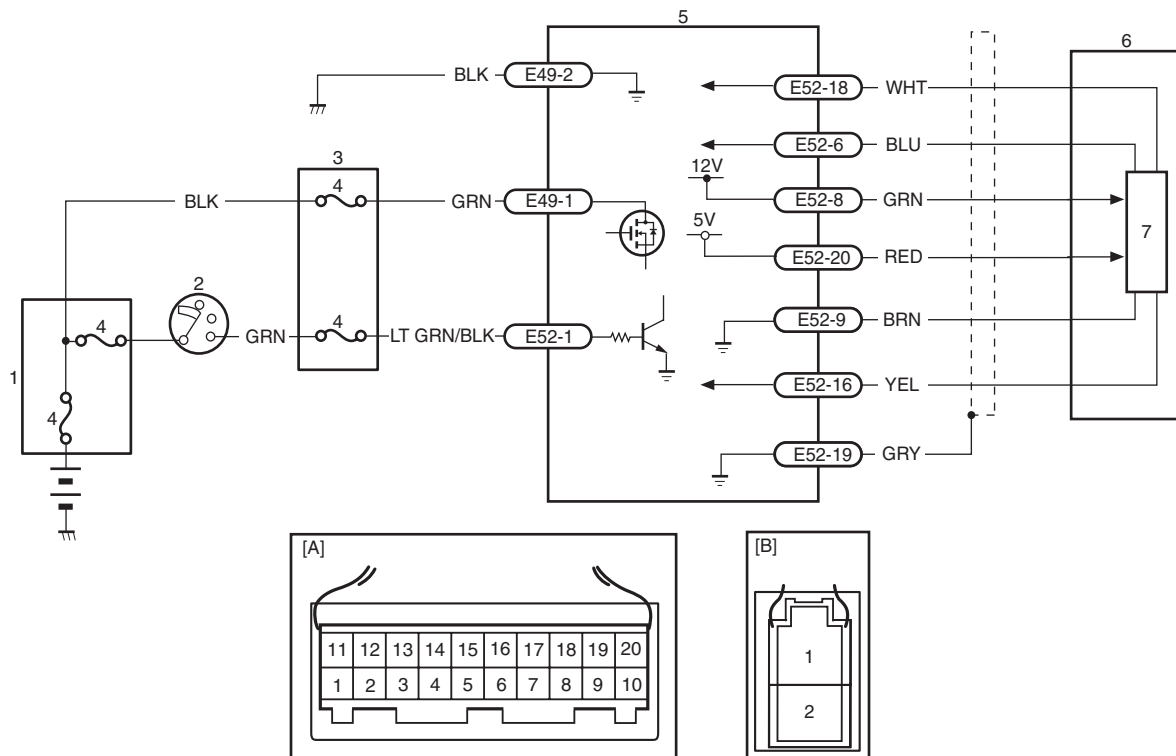 5
6
BLK E49-2
E52-18 WHT
E52-6 BLU
3
12V
4
BLK GRN E49-1
E52-8 GRN
5V
7
E52-20 RED
2
E52-9 BRN
4
4
GRN LT GRN/BLK E52-1
1
E52-16 YEL
4
E52-19 GRY
[A]
11 12 13 14 15 16 17 18 19 20
1 2 3 4 5 6 7 8 9 10
[B]
1
2